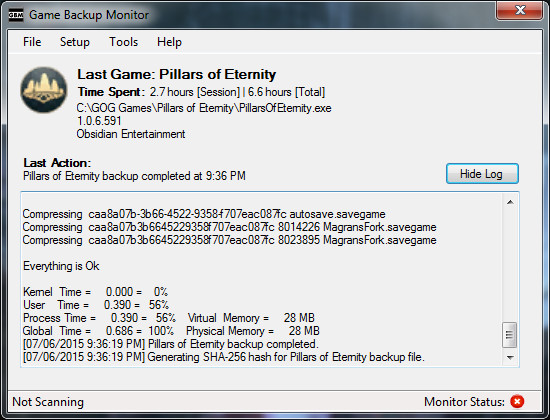 GBM Game Backup Monitor
File Setup Tools Help
Last Game: Pillars of Eternity
Time Spent: 2.7 hours [Session] | 6.6 hours [Total]
C:\GOG Games\Pillars of Eternity\PillarsOfEternity.exe
1.0.6.591
Obsidian Entertainment
Last Action:
Pillars of Eternity backup completed at 9:36 PM
Hide Log
Compressing caa8a07b-3b66-4522-9358-f707eac087fc autosave.savegame
Compressing caa8a07b3b6645229358f707eac087fc 8014226 MagransFork.savegame
Compressing caa8a07b3b6645229358f707eac087fc 8023895 MagransFork.savegame
Everything is Ok
Kernel Time = 0.000 = 0%
User Time = 0.390 = 56%
Process Time = 0.390 = 56% Virtual Memory = 28 MB
Global Time = 0.686 = 100% Physical Memory = 28 MB
[07/06/2015 9:36:19 PM] Pillars of Eternity backup completed.
[07/06/2015 9:36:19 PM] Generating SHA-256 hash for Pillars of Eternity backup file.
Not Scanning
Monitor Status: